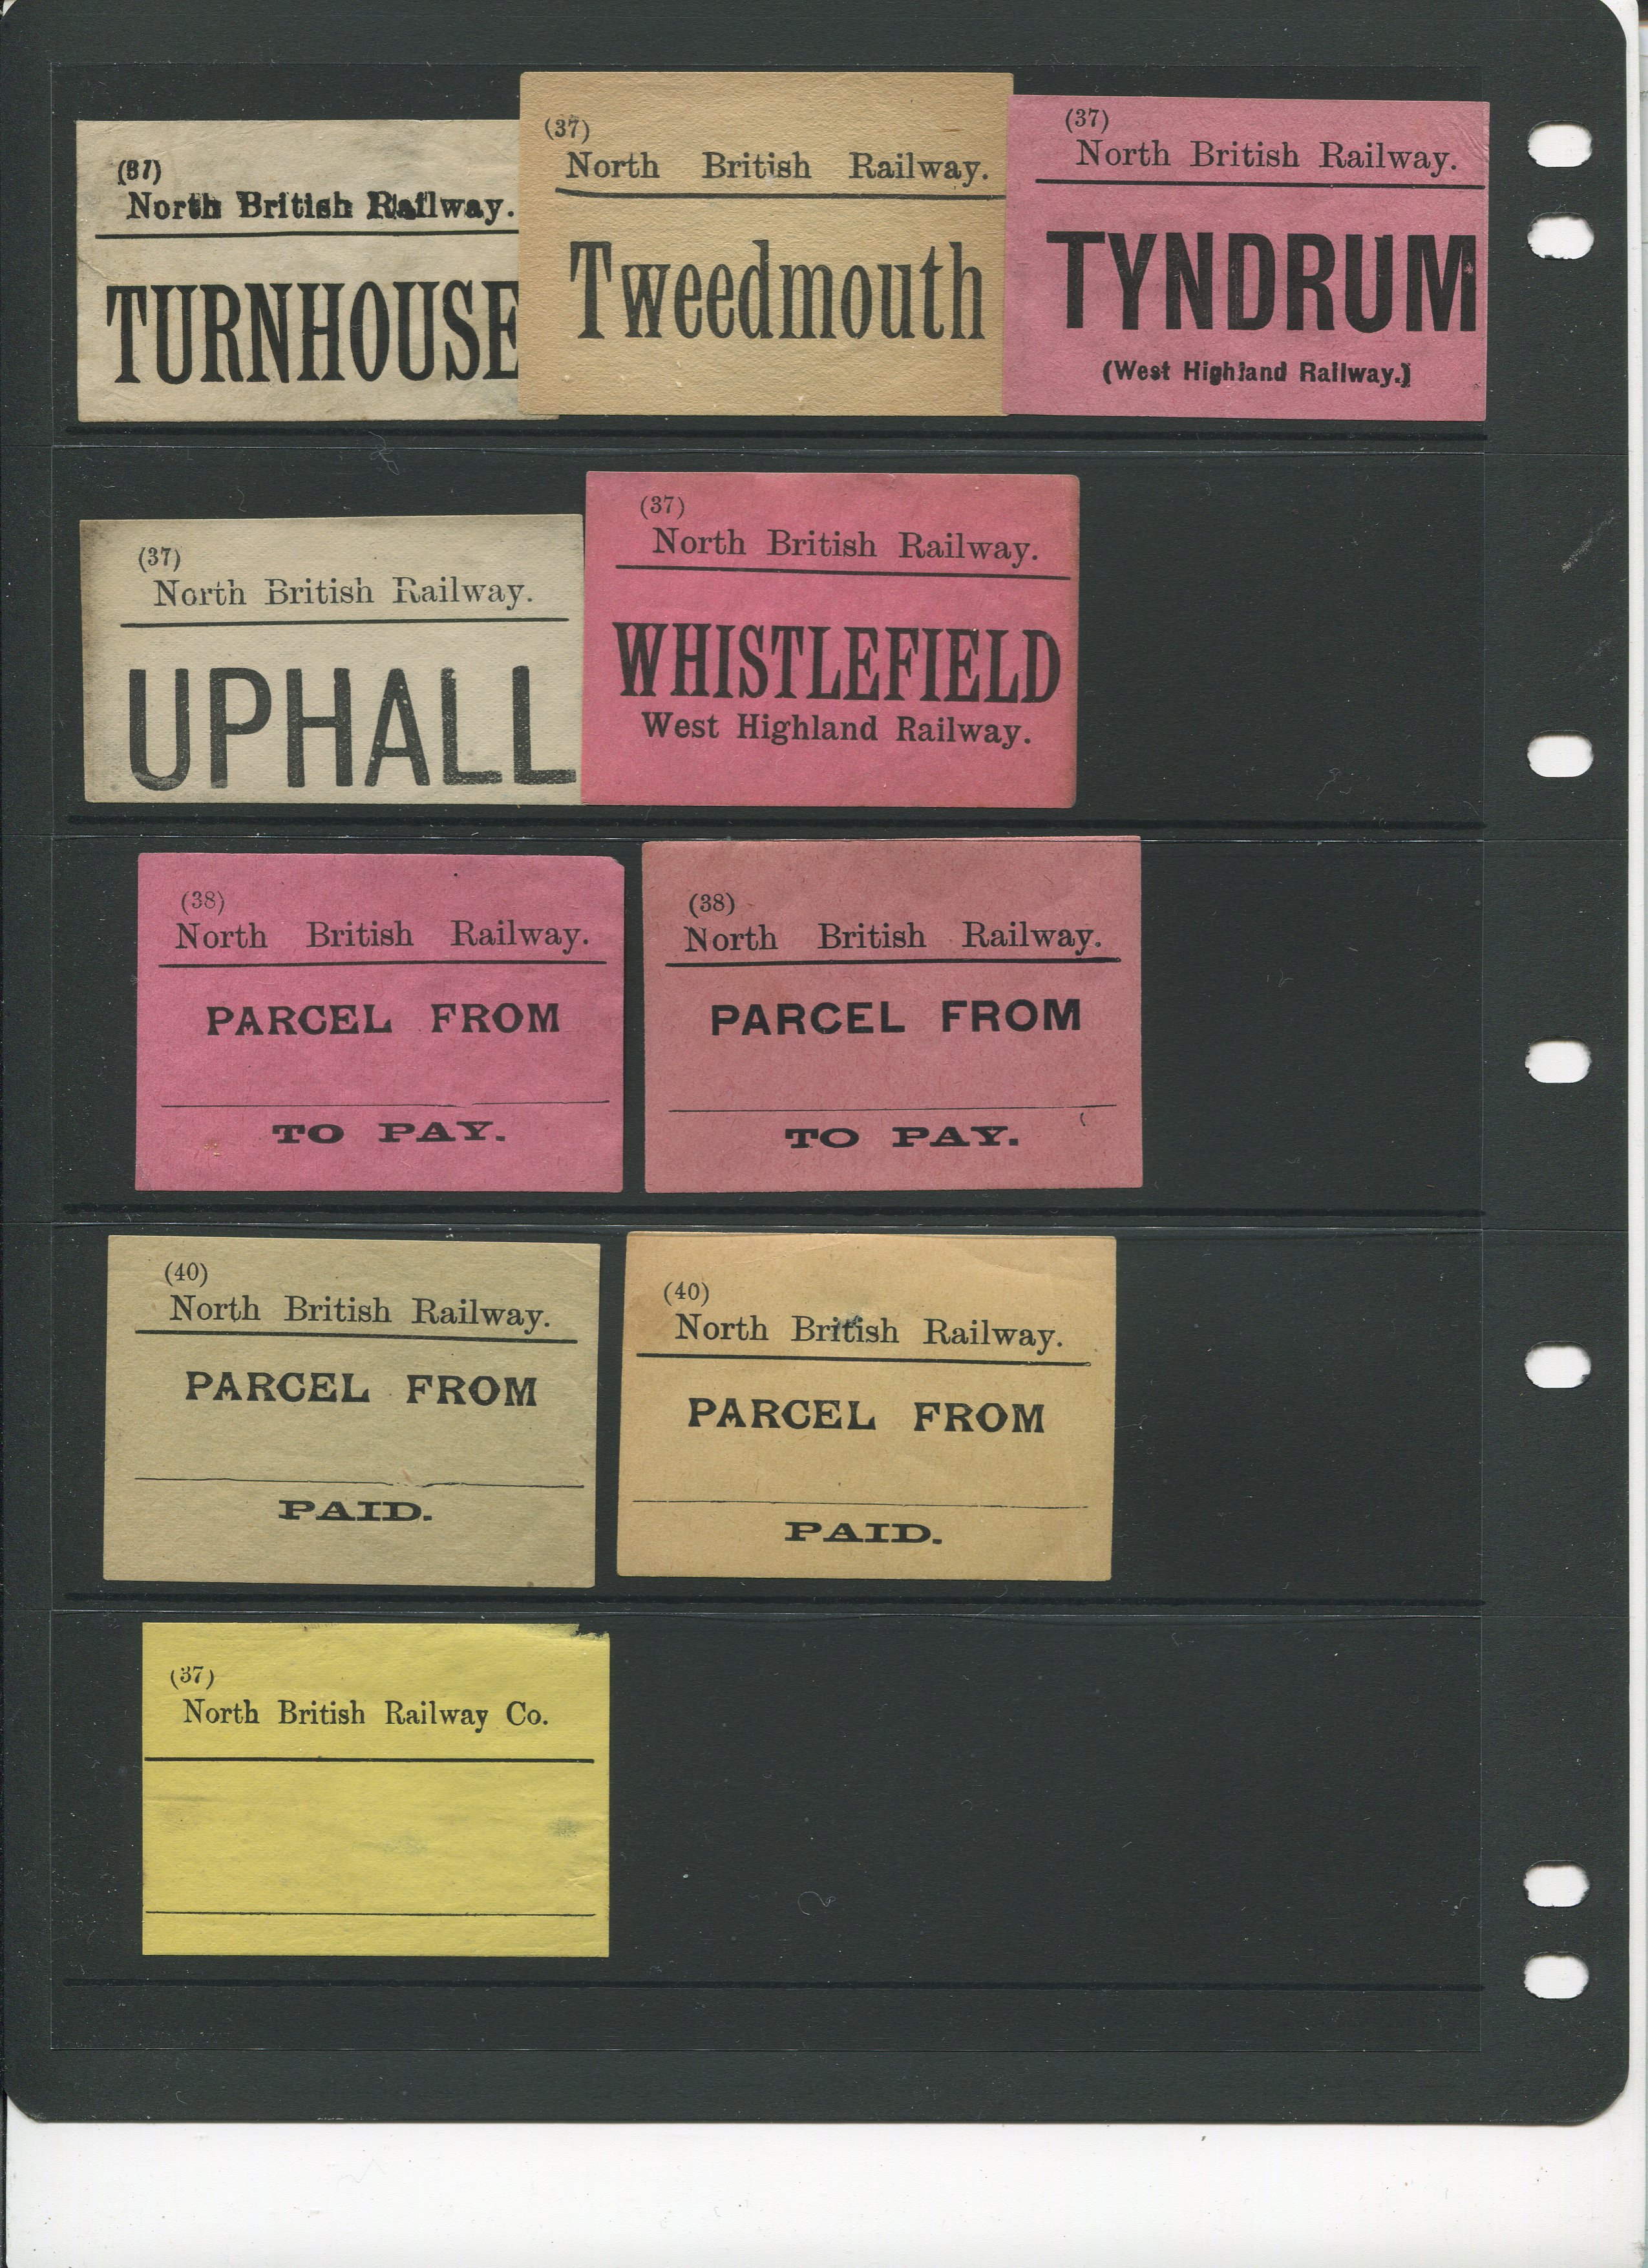 (37)
North British Railway.
TURNHOUSE
(37)
North British Railway.
Tweedmouth
(37)
North British Railway.
TYNDRUM
(West Highland Railway.)
(37)
North British Railway.
UPHALL
(37)
North British Railway.
WHISTLEFIELD
West Highland Railway.
(38)
North British Railway.
PARCEL FROM
TO PAY.
(38)
North British Railway.
PARCEL FROM
TO PAY.
(40)
North British Railway.
PARCEL FROM
PAID.
(40)
North British Railway.
PARCEL FROM
PAID.
(37)
North British Railway Co.